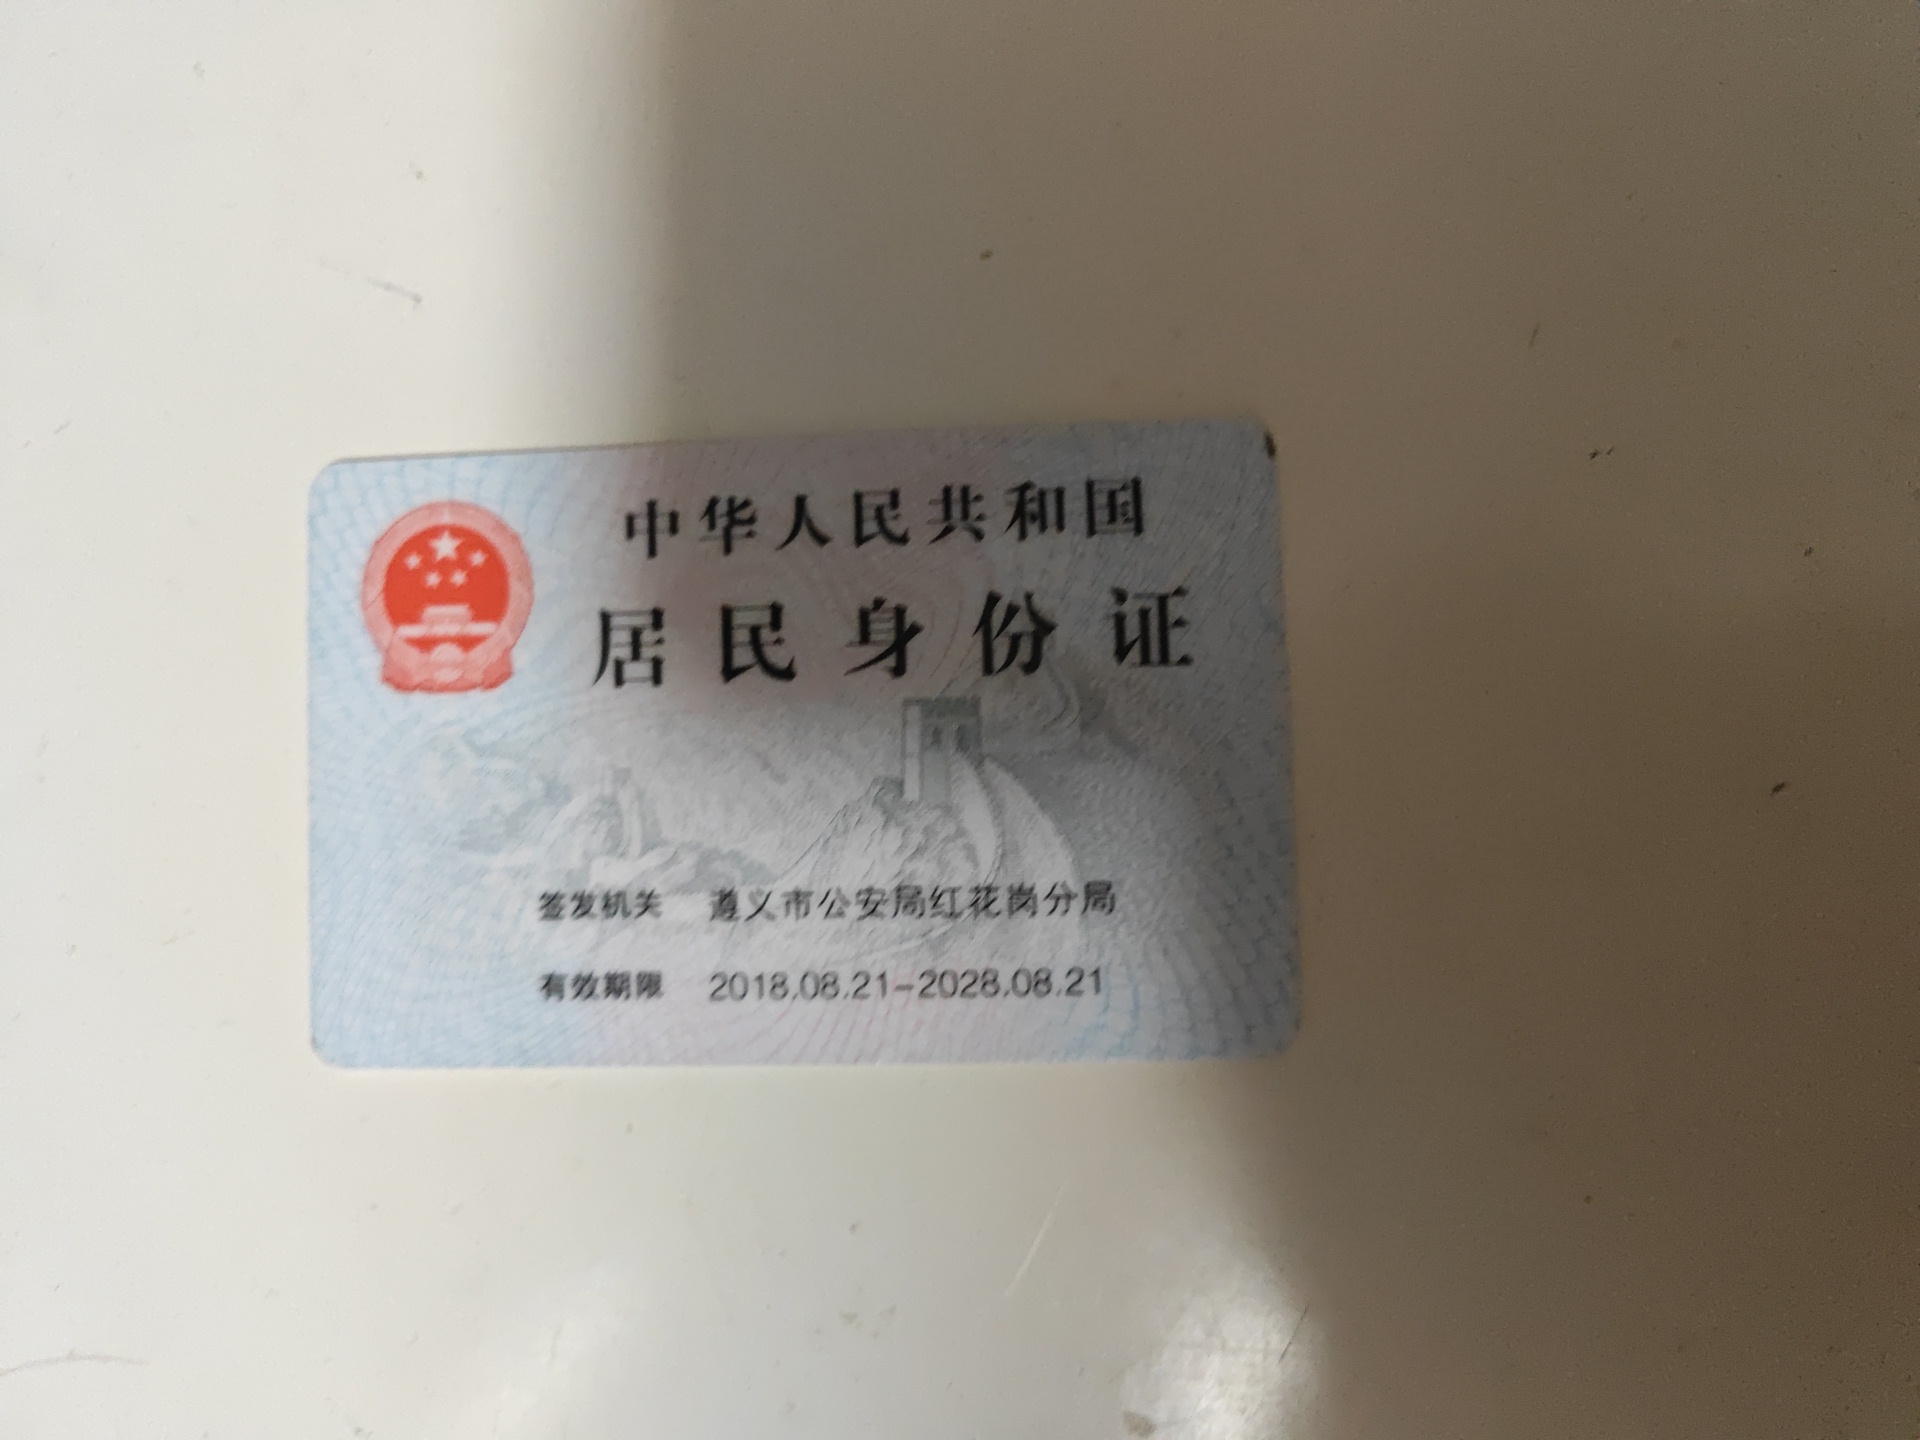 中华人民共和国
居民身份证
签发机关 遵义市公安局红花岗分局
有效期限 2018.08.21-2028.08.21